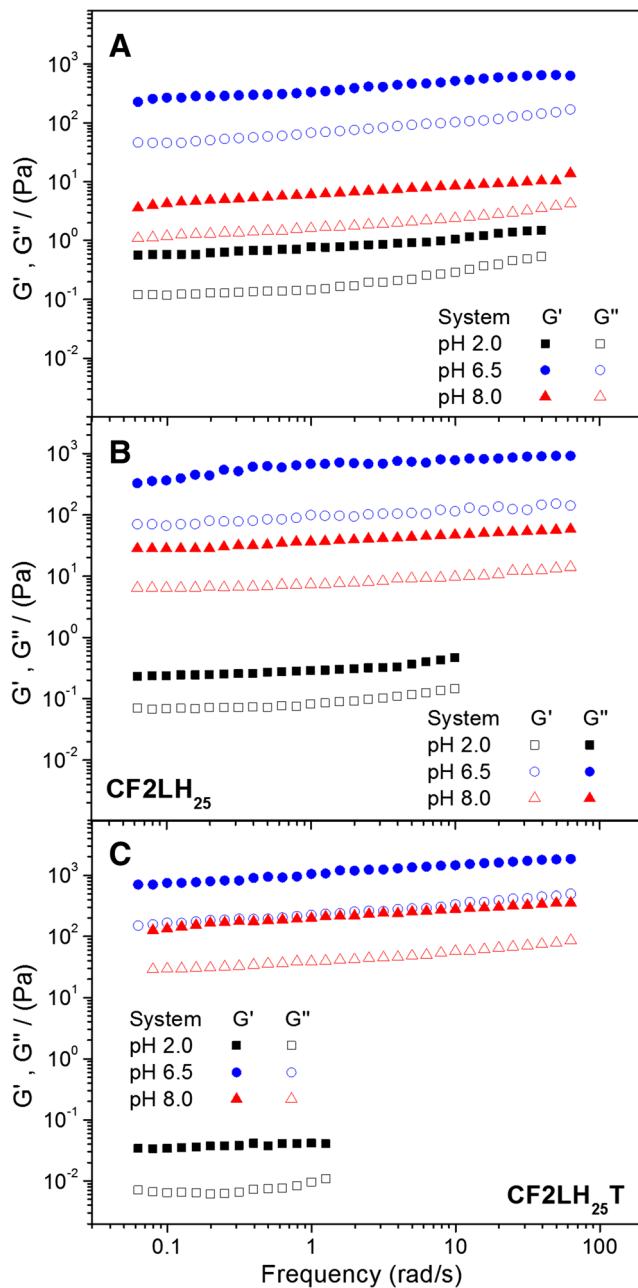 A
10³
10²
10¹
10⁰
10⁻¹
10⁻²
G' , G'' / (Pa)
System G' G''
pH 2.0
pH 6.5
pH 8.0
B
10³
10²
10¹
10⁰
10⁻¹
10⁻²
G' , G'' / (Pa)
System G' G''
pH 2.0
pH 6.5
pH 8.0
CF2LH₂₅
C
10³
10²
10¹
10⁰
10⁻¹
10⁻²
G' , G'' / (Pa)
System G' G''
pH 2.0
pH 6.5
pH 8.0
CF2LH₂₅T
0.1 1 10 100
Frequency (rad/s)